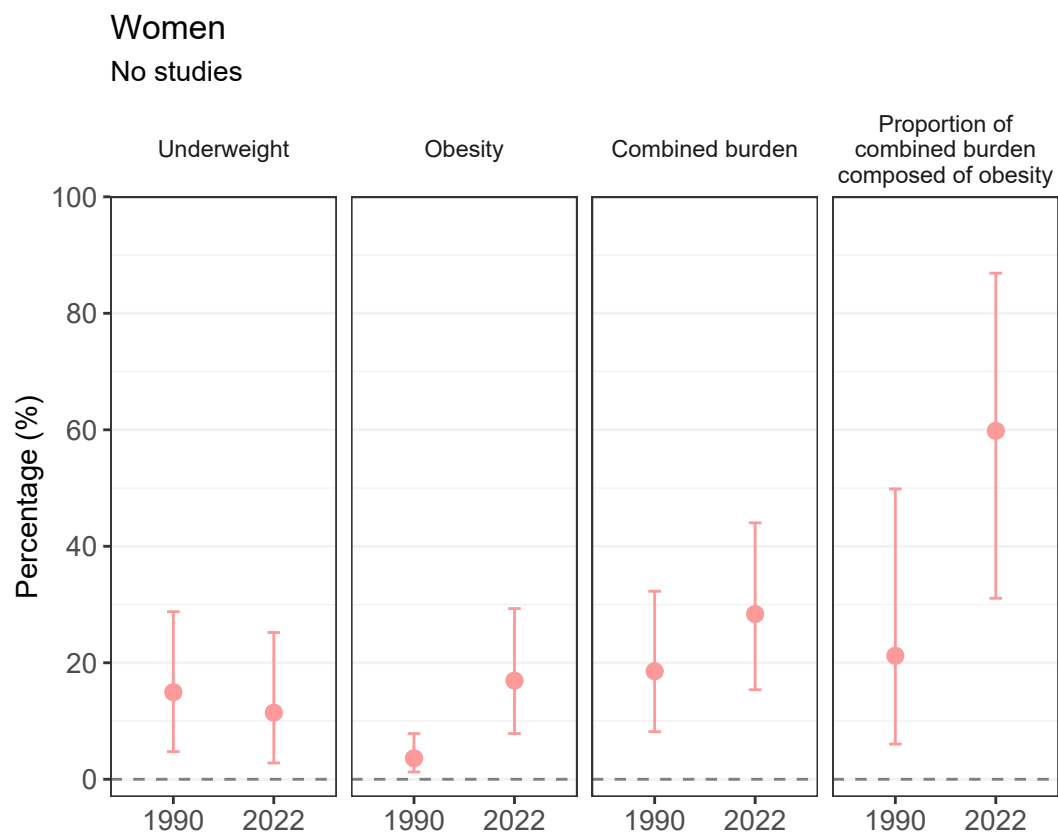 Women
No studies
Underweight
Obesity
Combined burden
Proportion of
combined burden
composed of obesity
Percentage (%)
100
80
60
40
20
0
1990 2022
1990 2022
1990 2022
1990 2022